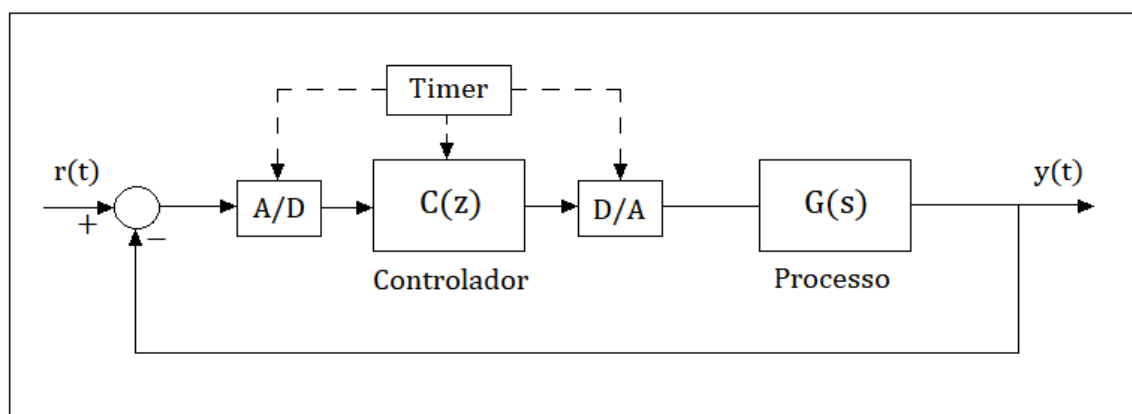 Timer
r(t)
y(t)
+
−
A/D
C(z)
D/A
G(s)
Controlador
Processo